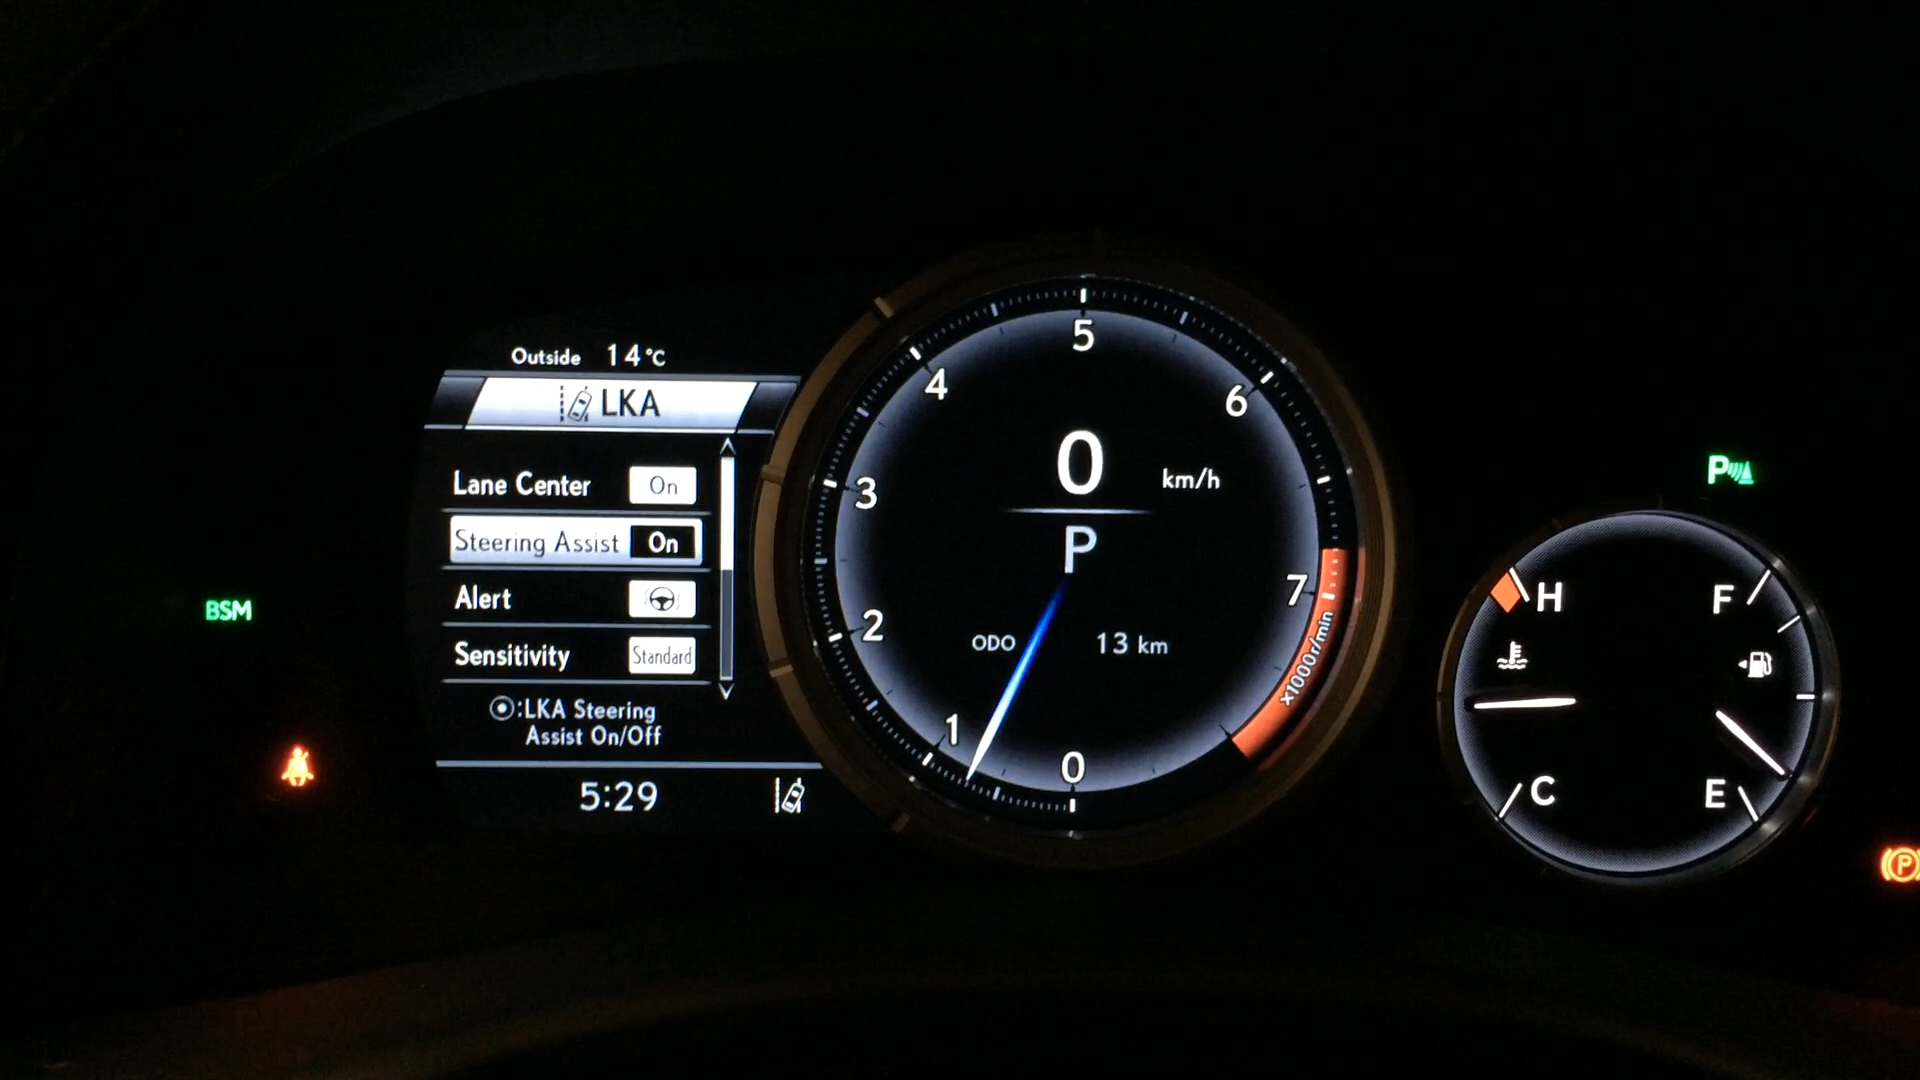 Outside 14°C
LKA
Lane Center On
Steering Assist On
Alert
Sensitivity Standard
:LKA Steering
Assist On/Off
5:29
BSM
5
4
6
3
2
7
1
0
0 km/h
P
ODO 13 km
x1000r/min
P
H
F
C
E
P